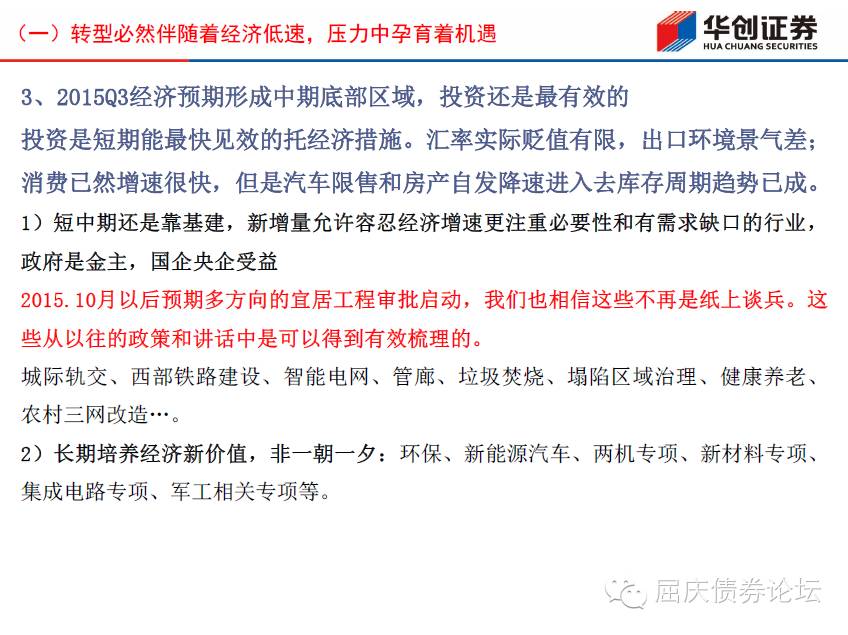 （一）转型必然伴随着经济低速，压力中孕育着机遇
华创证券
HUA CHUANG SECURITIES
3、2015Q3经济预期形成中期底部区域，投资还是最有效的
投资是短期能最快见效的托经济措施。汇率实际贬值有限，出口环境景气差；
消费已然增速很快，但是汽车限售和房产自发降速进入去库存周期趋势已成。
1）短中期还是靠基建，新增量允许容忍经济增速更注重必要性和有需求缺口的行业，
政府是金主，国企央企受益
2015.10月以后预期多方向的宜居工程审批启动，我们也相信这些不再是纸上谈兵。这
些从以往的政策和讲话中是可以得到有效梳理的。
城际轨交、西部铁路建设、智能电网、管廊、垃圾焚烧、塌陷区域治理、健康养老、
农村三网改造…。
2）长期培养经济新价值，非一朝一夕：环保、新能源汽车、两机专项、新材料专项、
集成电路专项、军工相关专项等。
屈庆债券论坛